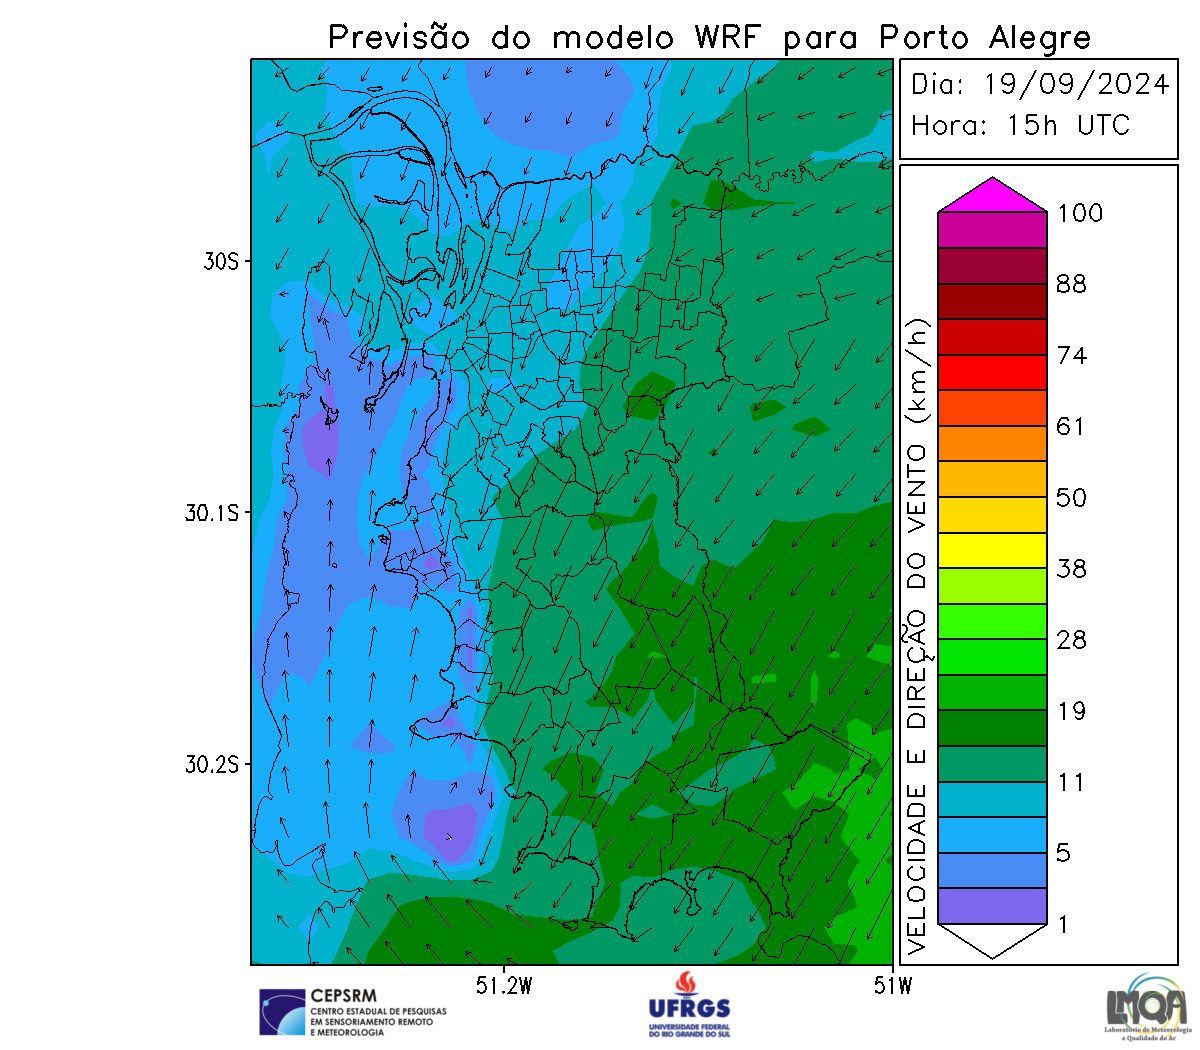 Previsão do modelo WRF para Porto Alegre
Dia: 19/09/2024
Hora: 15h UTC
30S
30.1S
30.2S
51.2W
51W
VELOCIDADE E DIREÇÃO DO VENTO (km/h)
100
88
74
61
50
38
28
19
11
5
1
CEPSRM
CENTRO ESTADUAL DE PESQUISAS
EM SENSORIAMENTO REMOTO
E METEOROLOGIA
UFRGS
UNIVERSIDADE FEDERAL
DO RIO GRANDE DO SUL
LMQA
Laboratório de Meteorologia
e Qualidade do Ar